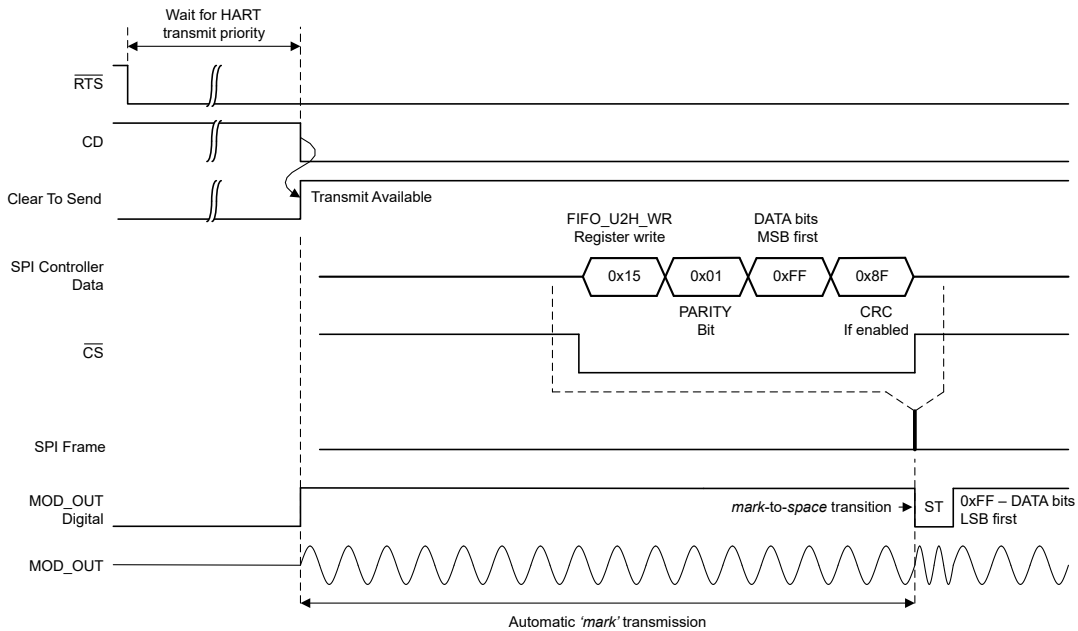 Wait for HART
transmit priority
RTS
CD
Clear To Send
Transmit Available
FIFO_U2H_WR
Register write
DATA bits
MSB first
SPI Controller
Data
0x15
0x01
0xFF
0x8F
PARITY
Bit
CRC
If enabled
CS
SPI Frame
MOD_OUT
Digital
mark-to-space transition
ST
0xFF – DATA bits
LSB first
MOD_OUT
Automatic 'mark' transmission